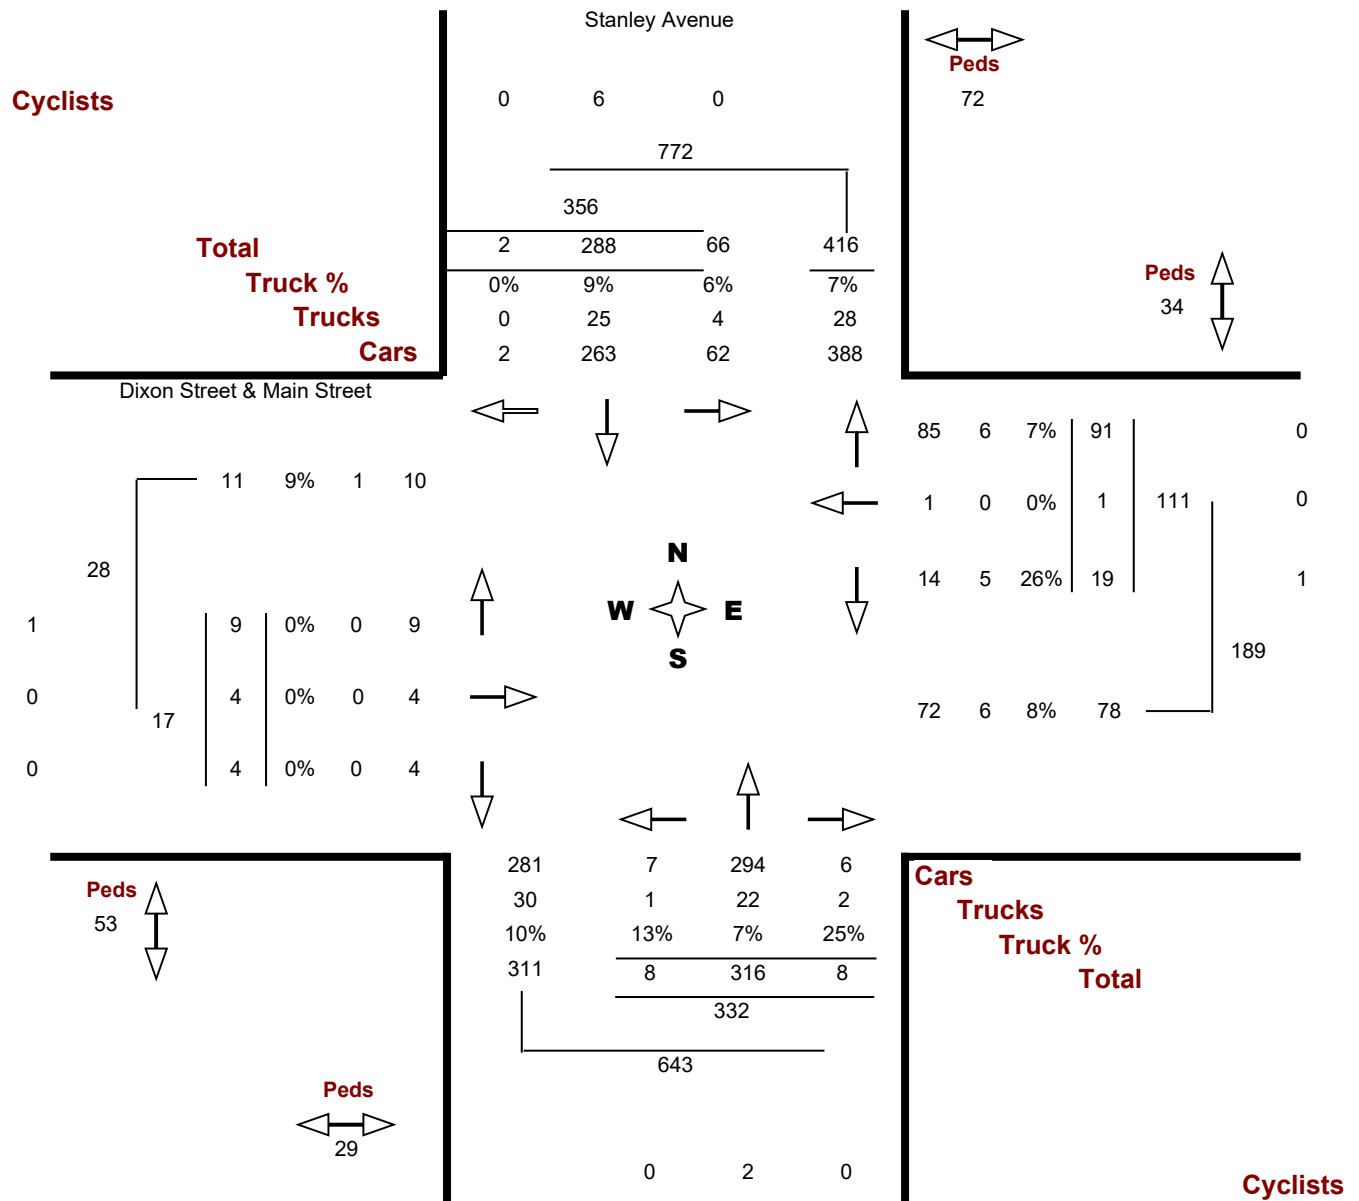 Stanley Avenue
Peds
72
Cyclists 0 6 0
772
356
Total 2 288 66 416
Truck % 0% 9% 6% 7%
Trucks 0 25 4 28
Cars 2 263 62 388
Peds
34
Dixon Street & Main Street
85 6 7% 91 0
11 9% 1 10
1 0 0% 1 111 0
N
28
14 5 26% 19 1
W E
1 9 0% 0 9
S
189
0 4 0% 0 4
17
72 6 8% 78
0 4 0% 0 4
281 7 294 6 Cars
30 1 22 2 Trucks
10% 13% 7% 25% Truck %
311 8 316 8 Total
Peds
53
332
643
Peds
29
0 2 0
Cyclists